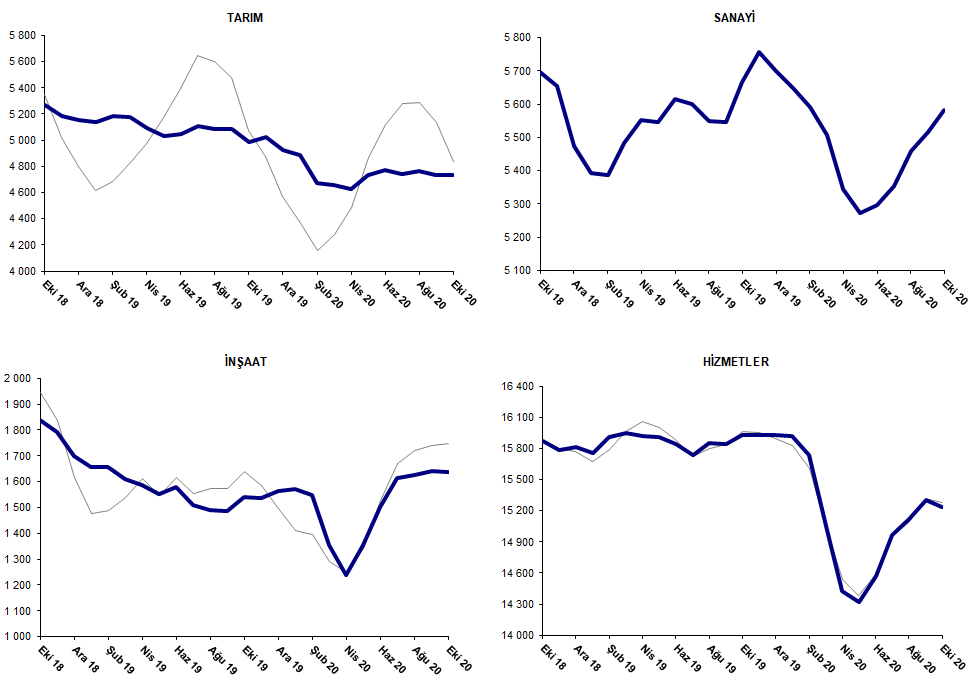 TARIM
5 800
5 600
5 400
5 200
5 000
4 800
4 600
4 400
4 200
4 000
Eki 18
Ara 18
Şub 19
Nis 19
Haz 19
Ağu 19
Eki 19
Ara 19
Şub 20
Nis 20
Haz 20
Ağu 20
Eki 20
SANAYİ
5 800
5 700
5 600
5 500
5 400
5 300
5 200
5 100
Eki 18
Ara 18
Şub 19
Nis 19
Haz 19
Ağu 19
Eki 19
Ara 19
Şub 20
Nis 20
Haz 20
Ağu 20
Eki 20
İNŞAAT
2 000
1 900
1 800
1 700
1 600
1 500
1 400
1 300
1 200
1 100
1 000
Eki 18
Ara 18
Şub 19
Nis 19
Haz 19
Ağu 19
Eki 19
Ara 19
Şub 20
Nis 20
Haz 20
Ağu 20
Eki 20
HİZMETLER
16 400
16 100
15 800
15 500
15 200
14 900
14 600
14 300
14 000
Eki 18
Ara 18
Şub 19
Nis 19
Haz 19
Ağu 19
Eki 19
Ara 19
Şub 20
Nis 20
Haz 20
Ağu 20
Eki 20